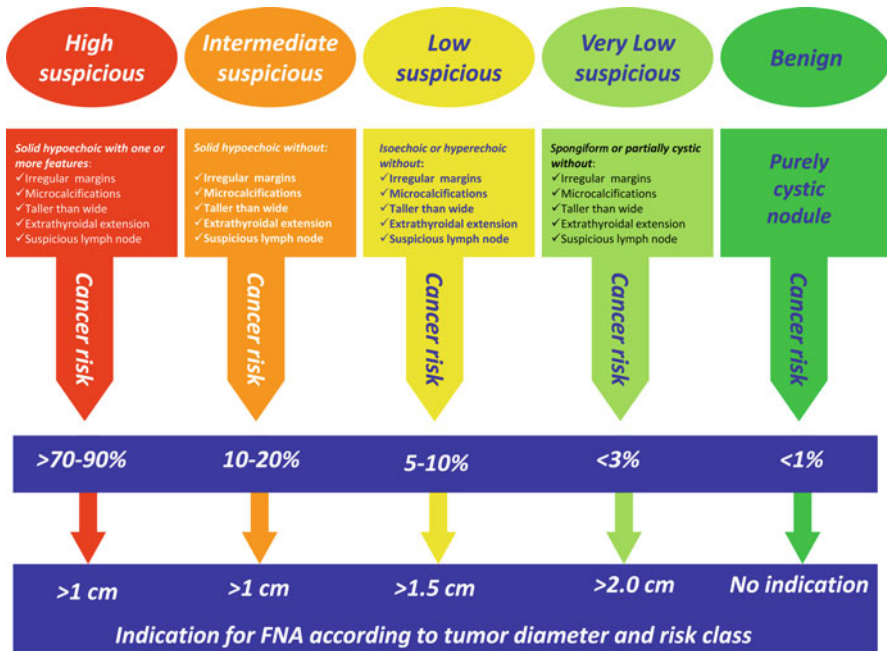 High
suspicious
Intermediate
suspicious
Low
suspicious
Very Low
suspicious
Benign
Solid hypoechoic with one or
more features:
✓Irregular margins
✓Microcalcifications
✓Taller than wide
✓Extrathyroidal extension
✓Suspicious lymph node
Solid hypoechoic without:
✓Irregular margins
✓Microcalcifications
✓Taller than wide
✓Extrathyroidal extension
✓Suspicious lymph node
Isoechoic or hyperechoic
without:
✓Irregular margins
✓Microcalcifications
✓Taller than wide
✓Extrathyroidal extension
✓Suspicious lymph node
Spongiform or partially cystic
without:
✓Irregular margins
✓Microcalcifications
✓Taller than wide
✓Extrathyroidal extension
✓Suspicious lymph node
Purely
cystic
nodule
Cancer risk
Cancer risk
Cancer risk
Cancer risk
Cancer risk
>70-90%
10-20%
5-10%
<3%
<1%
>1 cm
>1 cm
>1.5 cm
>2.0 cm
No indication
Indication for FNA according to tumor diameter and risk class